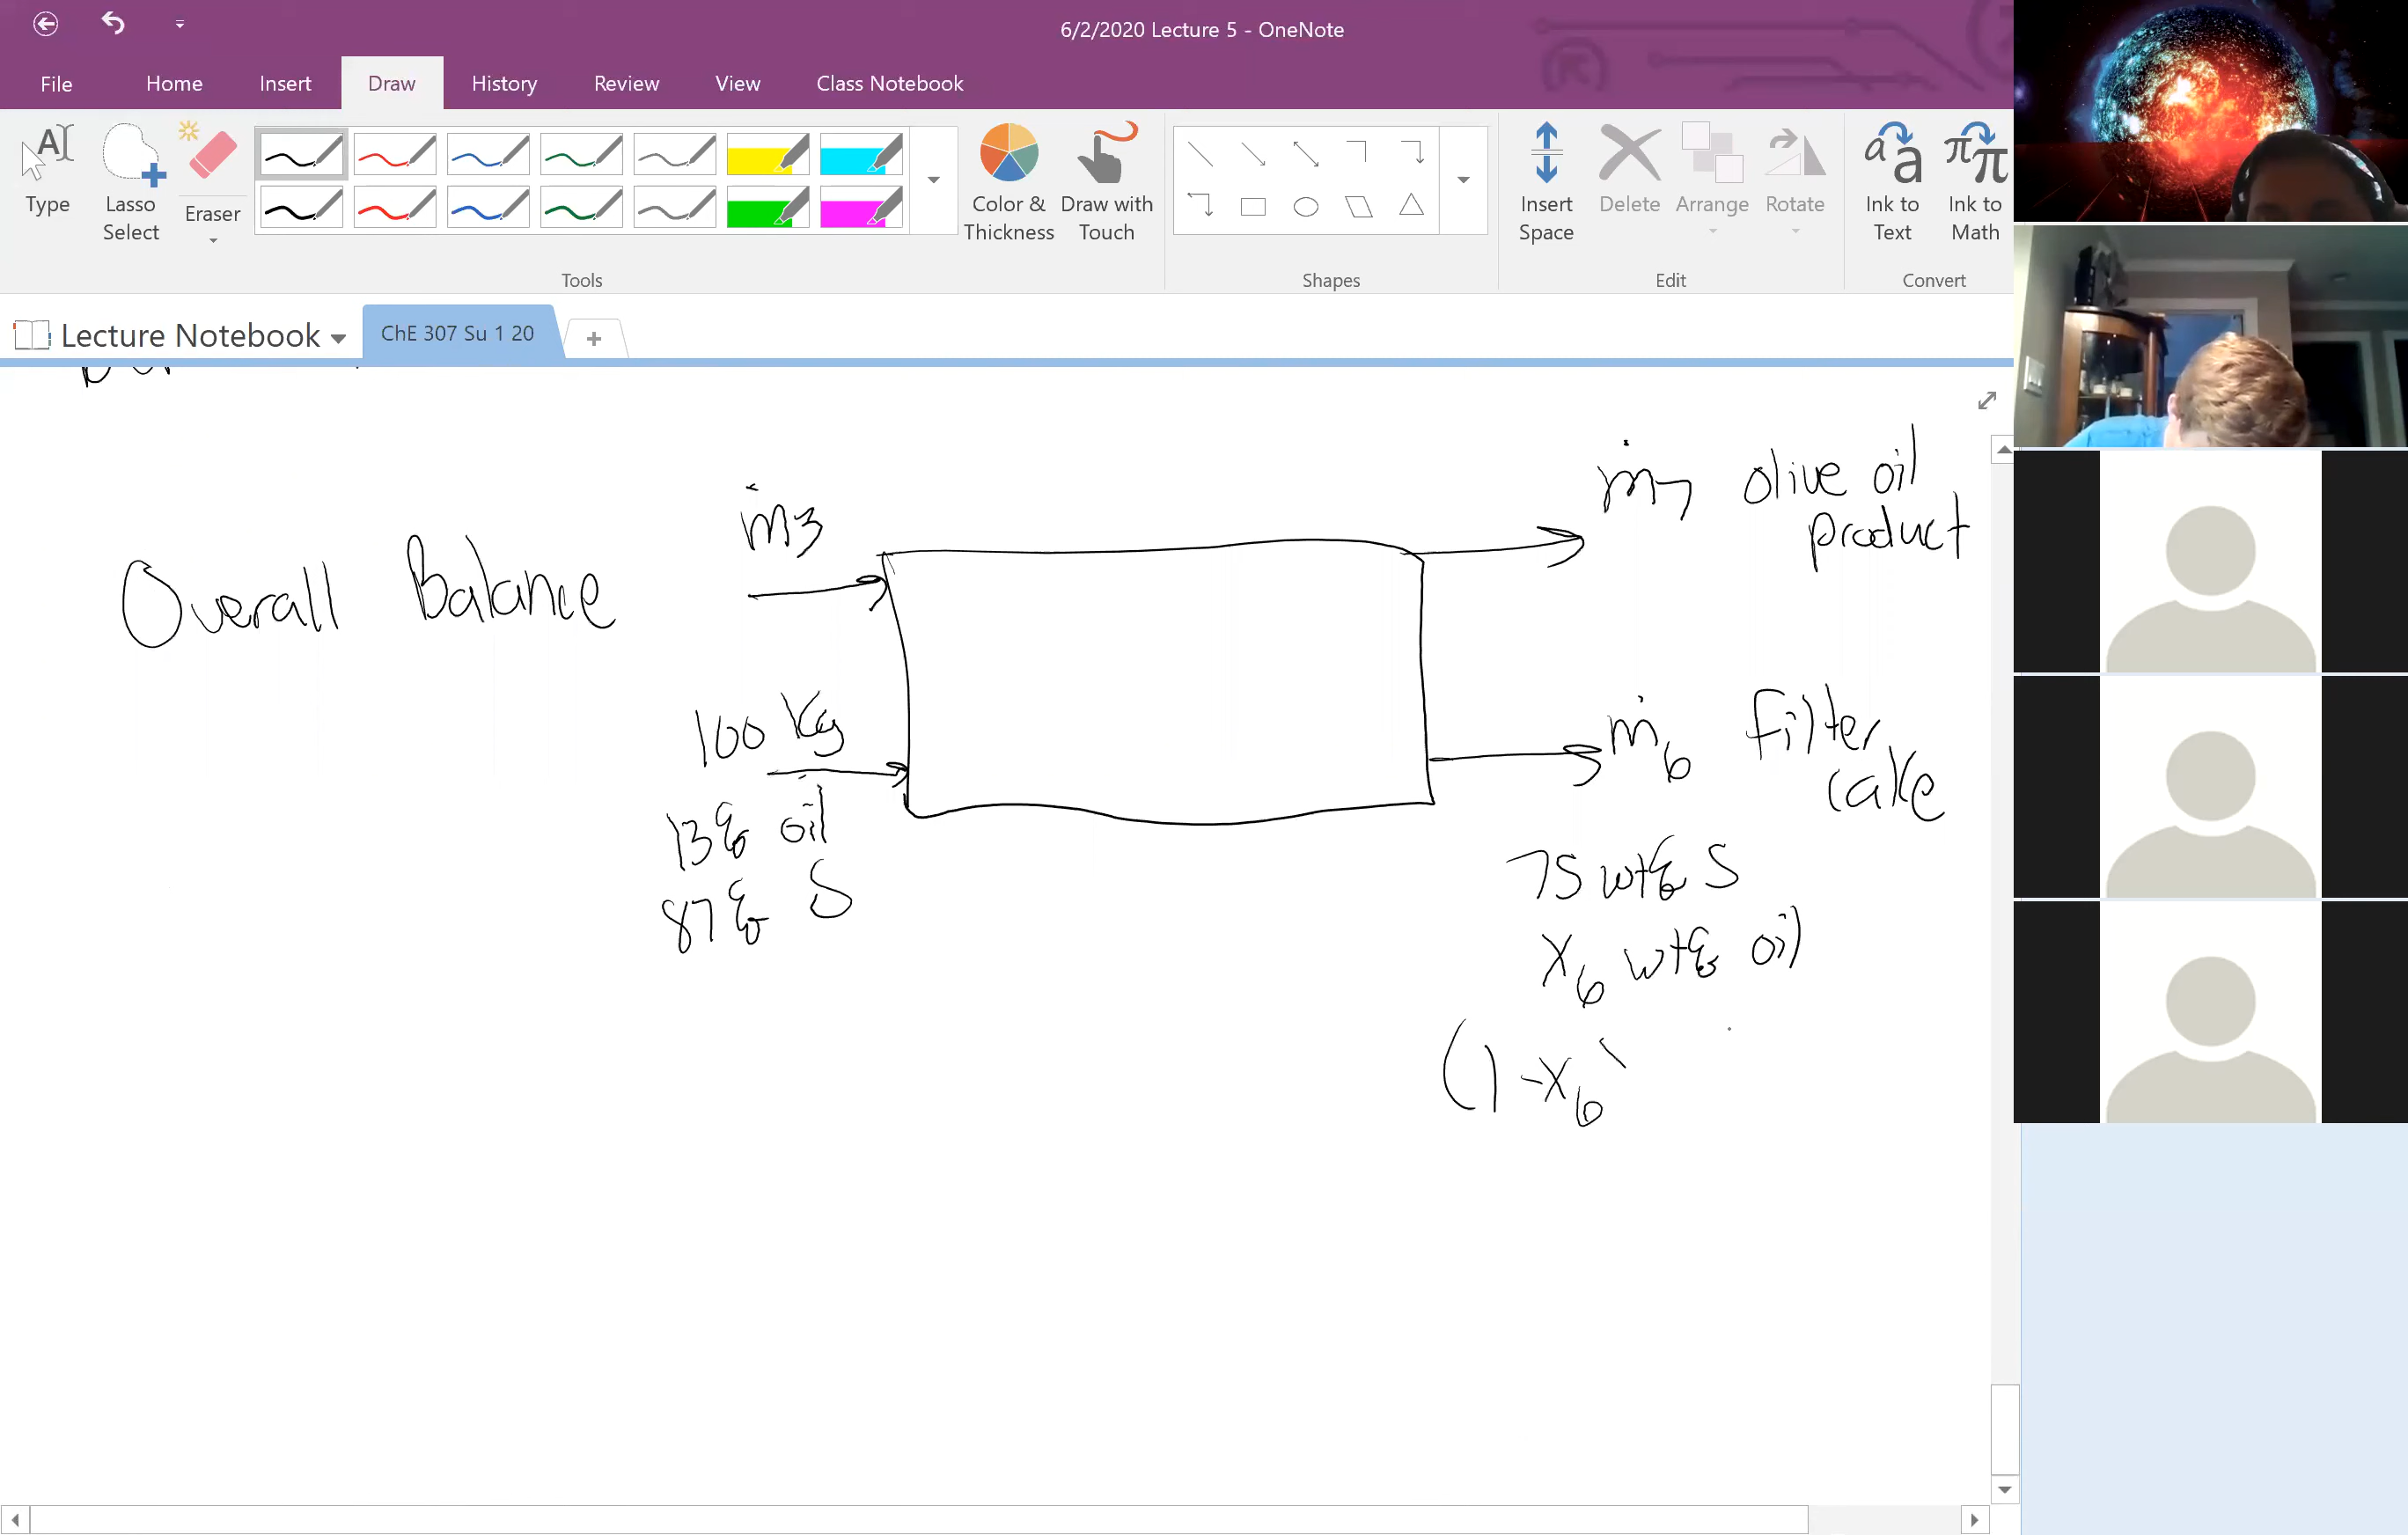 6/2/2020 Lecture 5 - OneNote
File Home Insert Draw History Review View Class Notebook
Type
Lasso Select
Eraser
Color & Thickness
Draw with Touch
Insert Space
Delete
Arrange
Rotate
Ink to Text
Ink to Math
Tools
Shapes
Edit
Convert
Lecture Notebook
ChE 307 Su 1 20
Overall Balance
ṁ3
ṁ7 olive oil
product
100 Kg
13% oil
87% S
ṁ6 filter
cake
75 wt% S
X6 wt% oil
(1-X6